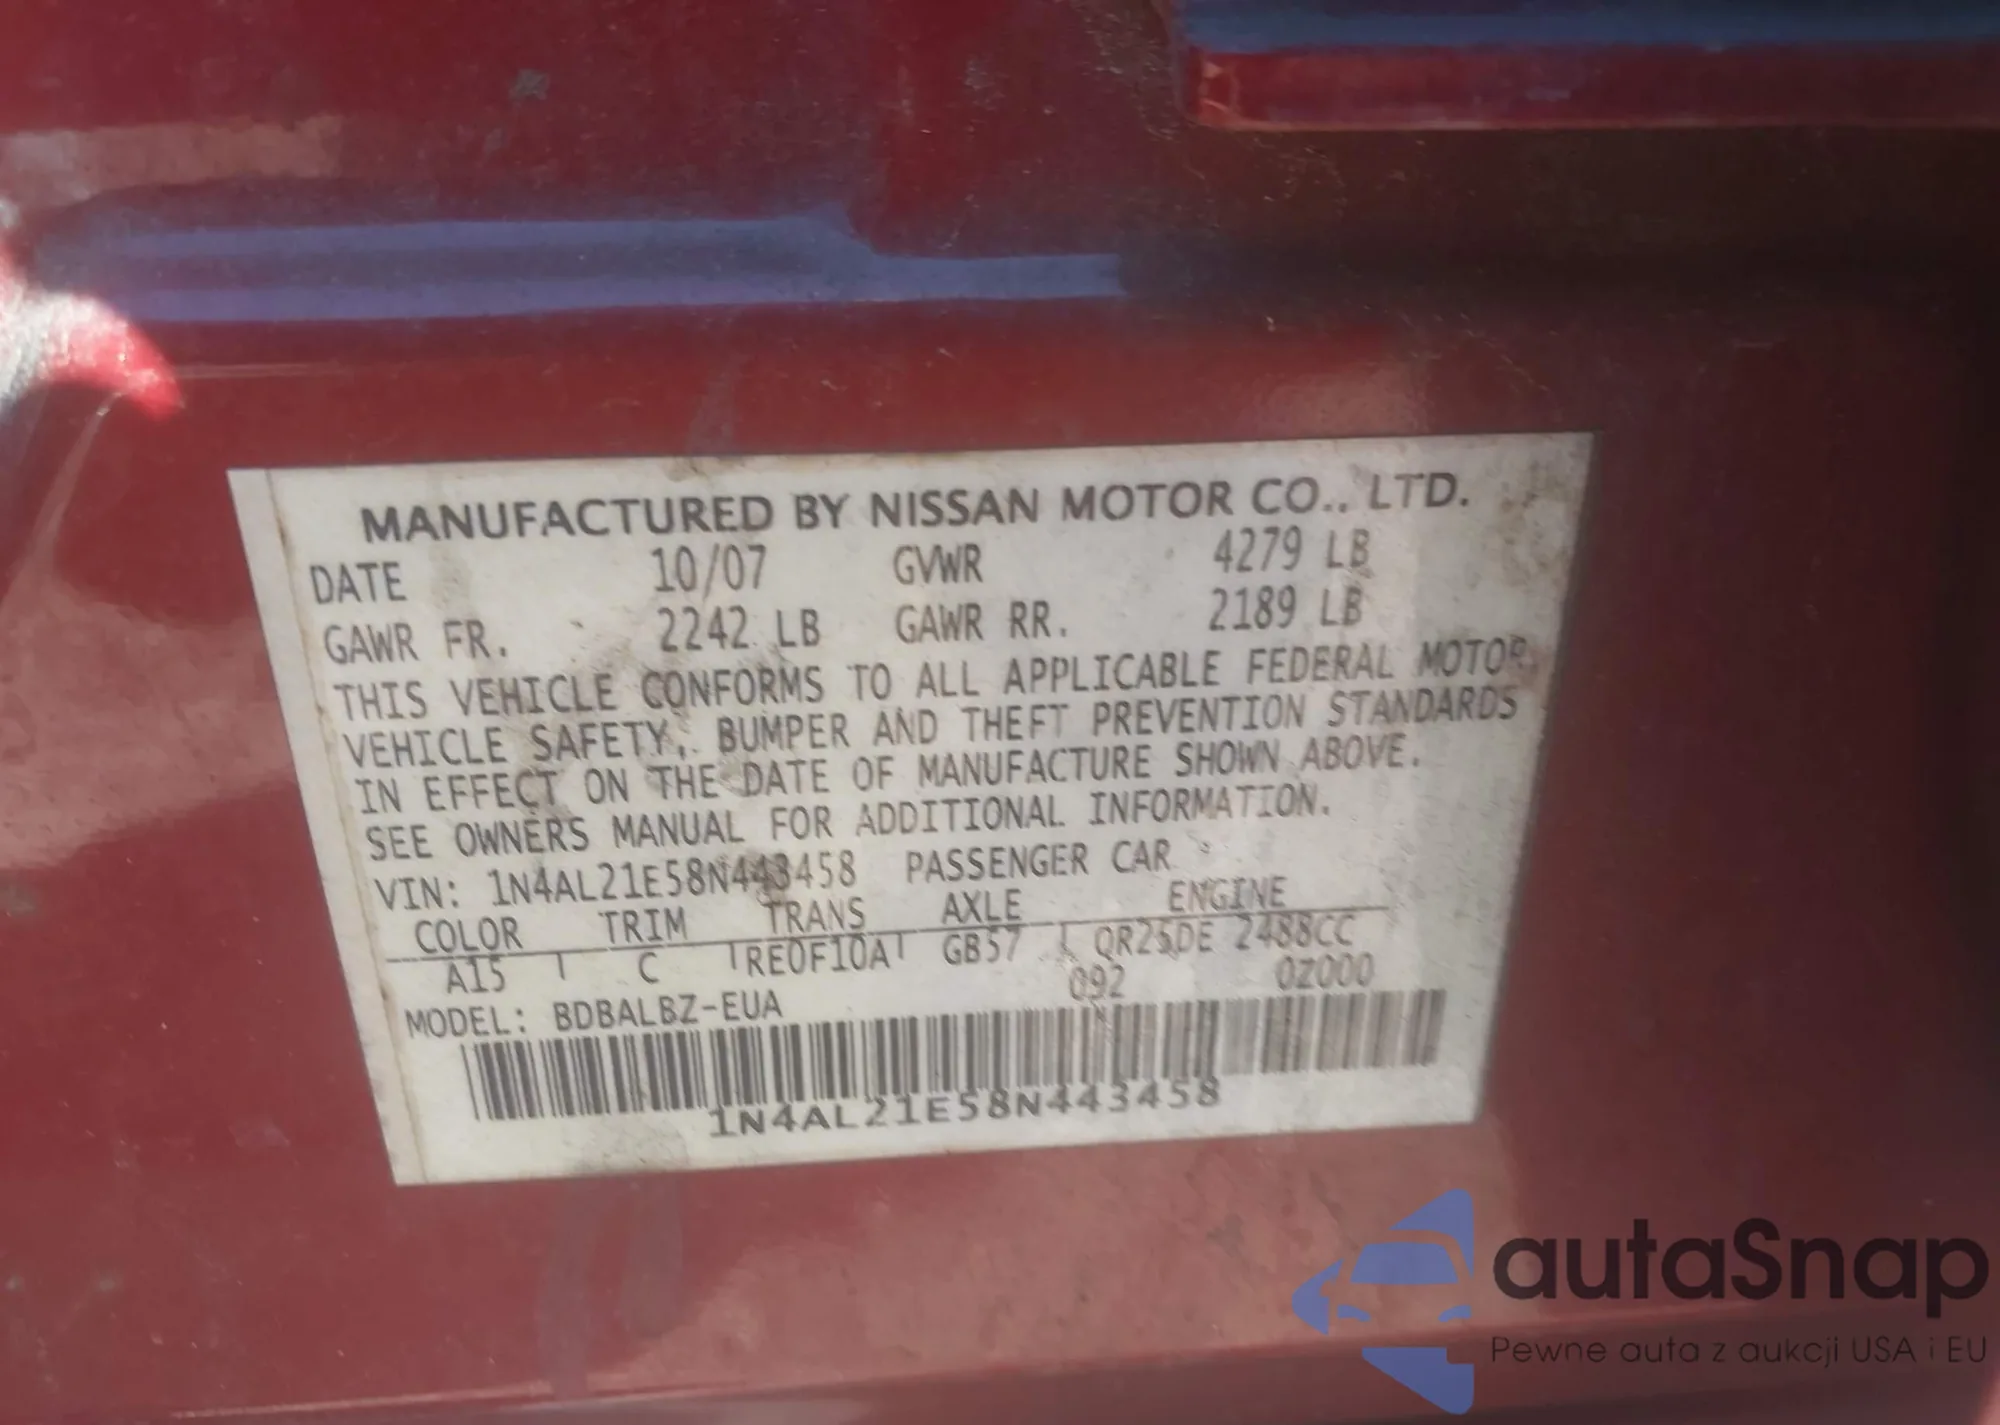 MANUFACTURED BY NISSAN MOTOR CO., LTD.
DATE 10/07 GVWR 4279 LB
GAWR FR. 2242 LB GAWR RR. 2189 LB
THIS VEHICLE CONFORMS TO ALL APPLICABLE FEDERAL MOTOR
VEHICLE SAFETY, BUMPER AND THEFT PREVENTION STANDARDS
IN EFFECT ON THE DATE OF MANUFACTURE SHOWN ABOVE.
SEE OWNERS MANUAL FOR ADDITIONAL INFORMATION.
VIN: 1N4AL21E58N443458 PASSENGER CAR
COLOR TRIM TRANS AXLE ENGINE
A15 C RE0F10A GB57 QR25DE 2488CC
092 0Z000
MODEL: BDBALBZ-EUA
1N4AL21E58N443458
autaSnap
Pewne auta z aukcji USA i EU